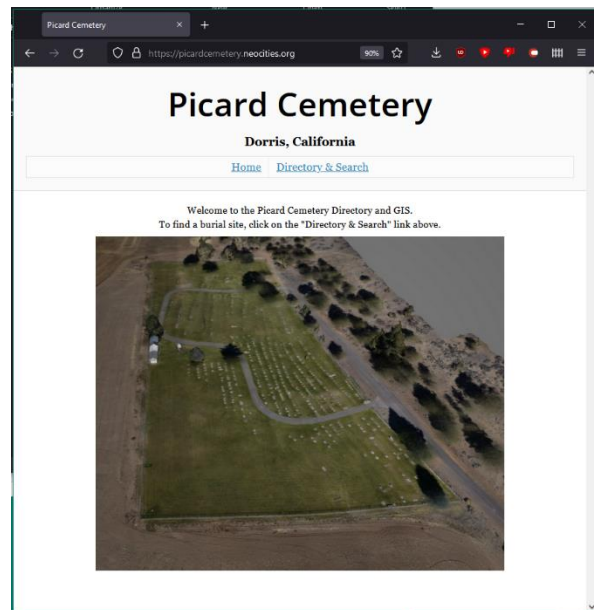 Picard Cemetery
https://picardcemetery.neocities.org
90%
Picard Cemetery
Dorris, California
Home Directory & Search
Welcome to the Picard Cemetery Directory and GIS.
To find a burial site, click on the "Directory & Search" link above.